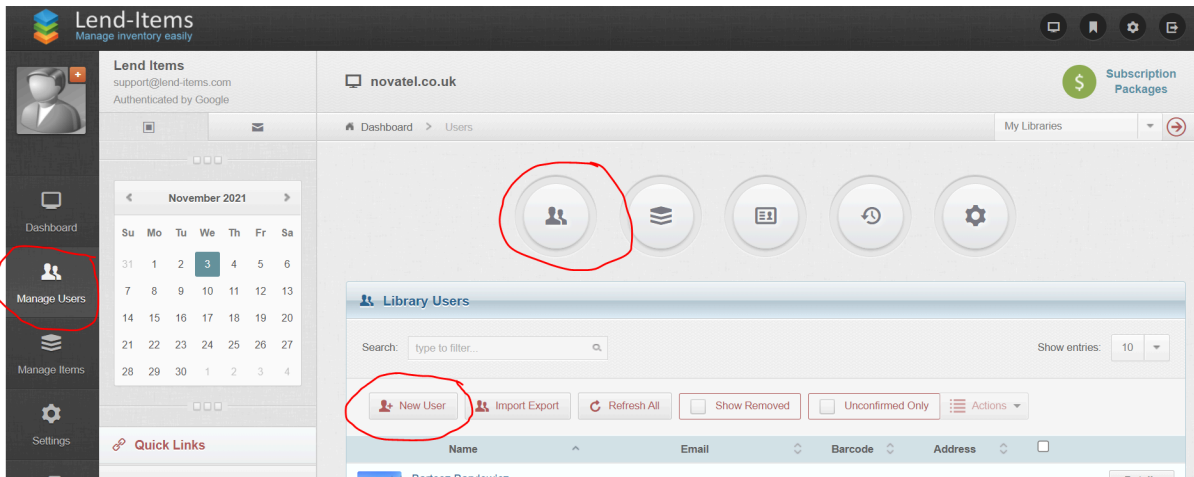 Lend-Items
Manage inventory easily
Lend Items
support@lend-items.com
Authenticated by Google
novatel.co.uk
Subscription
Packages
Dashboard > Users
My Libraries
Dashboard
Manage Users
Manage Items
Settings
November 2021
Su Mo Tu We Th Fr Sa
31 1 2 3 4 5 6
7 8 9 10 11 12 13
14 15 16 17 18 19 20
21 22 23 24 25 26 27
28 29 30 1 2 3 4
Quick Links
Library Users
Search: type to filter...
Show entries: 10
New User Import Export Refresh All Show Removed Unconfirmed Only Actions
Name Email Barcode Address